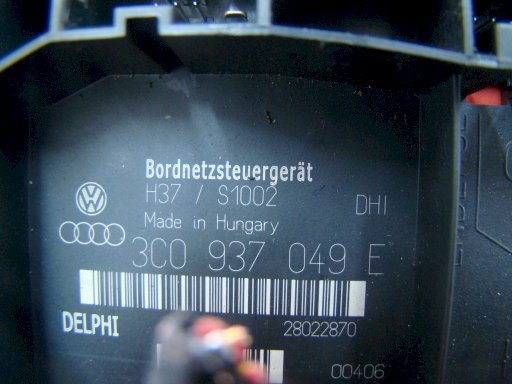 Bordnetzsteuergerät
H37 / S1002 DHI
Made in Hungary
3C0 937 049 E
DELPHI 28022870
00406